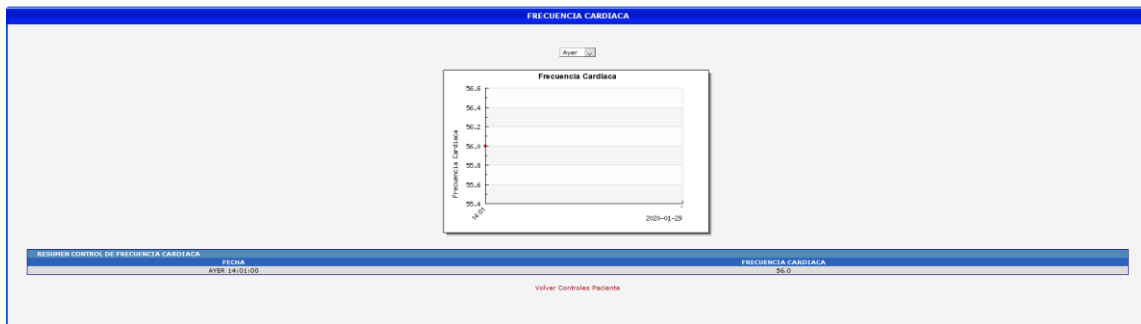 FRECUENCIA CARDIACA
Ayer
Frecuencia Cardiaca
56.6
56.4
56.2
56.0
55.8
55.6
55.4
Frecuencia Cardiaca
14:01
2020-01-29
RESUMEN CONTROL DE FRECUENCIA CARDIACA
FECHA FRECUENCIA CARDIACA
AYER 14:01:00 56.0
Volver Controles Paciente